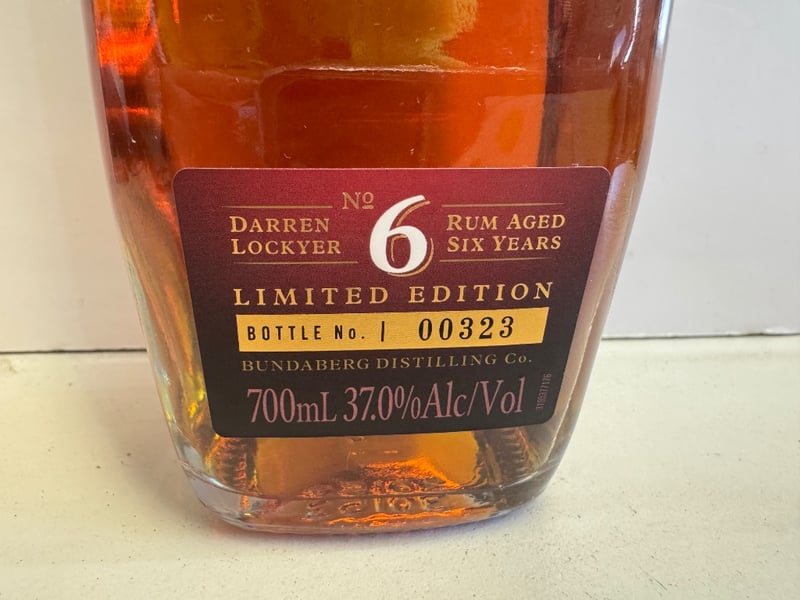 No
DARREN LOCKYER
6
RUM AGED SIX YEARS
LIMITED EDITION
BOTTLE No. | 00323
BUNDABERG DISTILLING Co.
700mL 37.0%Alc/Vol